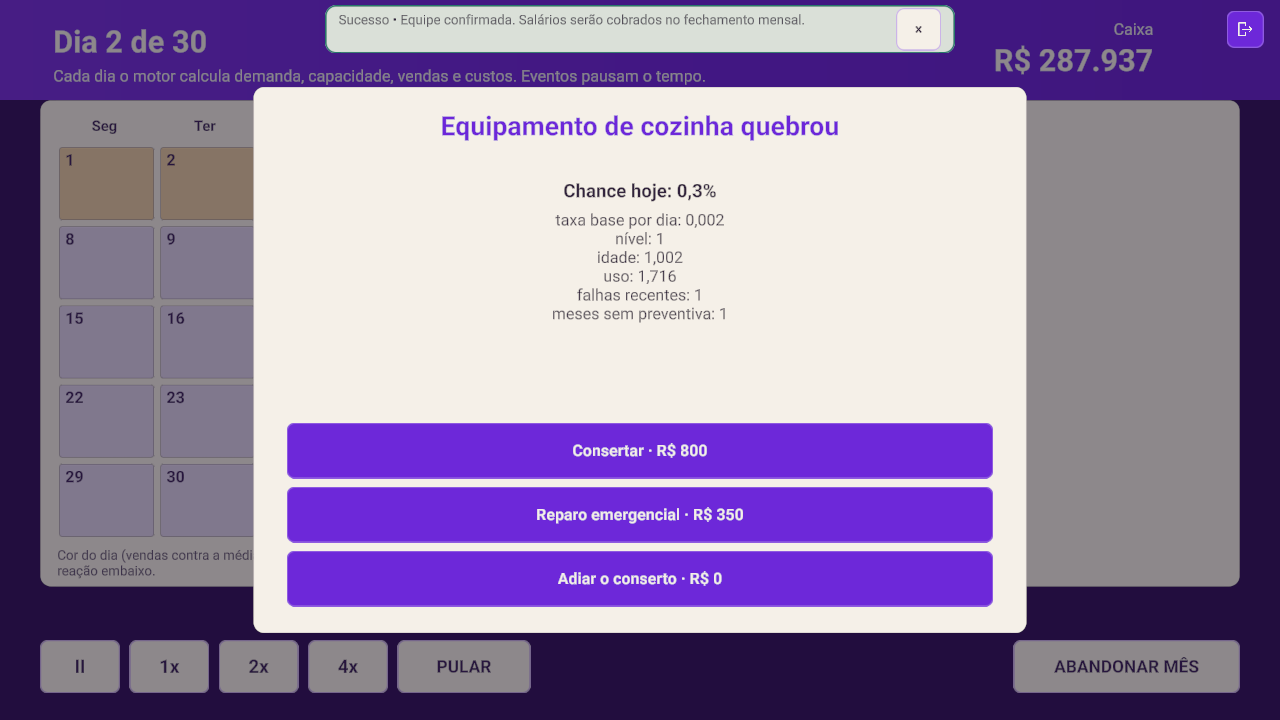 Sucesso • Equipe confirmada. Salários serão cobrados no fechamento mensal.
x
Dia 2 de 30
Cada dia o motor calcula demanda, capacidade, vendas e custos. Eventos pausam o tempo.
Caixa
R$ 287.937
Seg
Ter
1
2
8
9
15
16
22
23
29
30
Cor do dia (vendas contra a médi
reação embaixo.
Equipamento de cozinha quebrou
Chance hoje: 0,3%
taxa base por dia: 0,002
nível: 1
idade: 1,002
uso: 1,716
falhas recentes: 1
meses sem preventiva: 1
Consertar · R$ 800
Reparo emergencial · R$ 350
Adiar o conserto · R$ 0
II
1x
2x
4x
PULAR
ABANDONAR MÊS